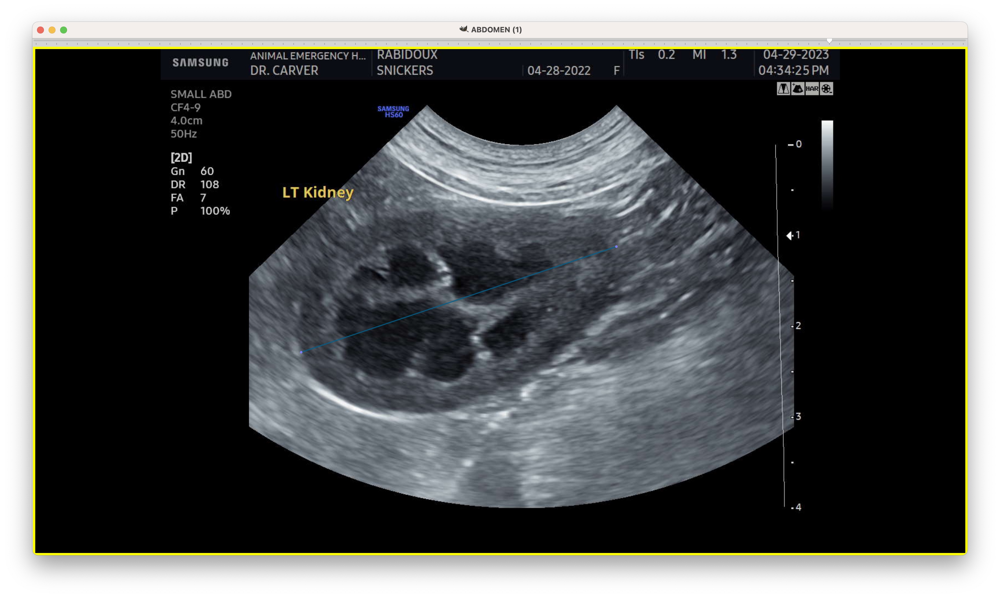 ABDOMEN (1)
SAMSUNG
ANIMAL EMERGENCY H...
DR. CARVER
RABIDOUX
SNICKERS
04-28-2022 F
TIs 0.2 MI 1.3
04-29-2023
04:34:25 PM
HAR
SMALL ABD
CF4-9
4.0cm
50Hz
[2D]
Gn 60
DR 108
FA 7
P 100%
SAMSUNG
HS60
LT Kidney
0
1
2
3
4